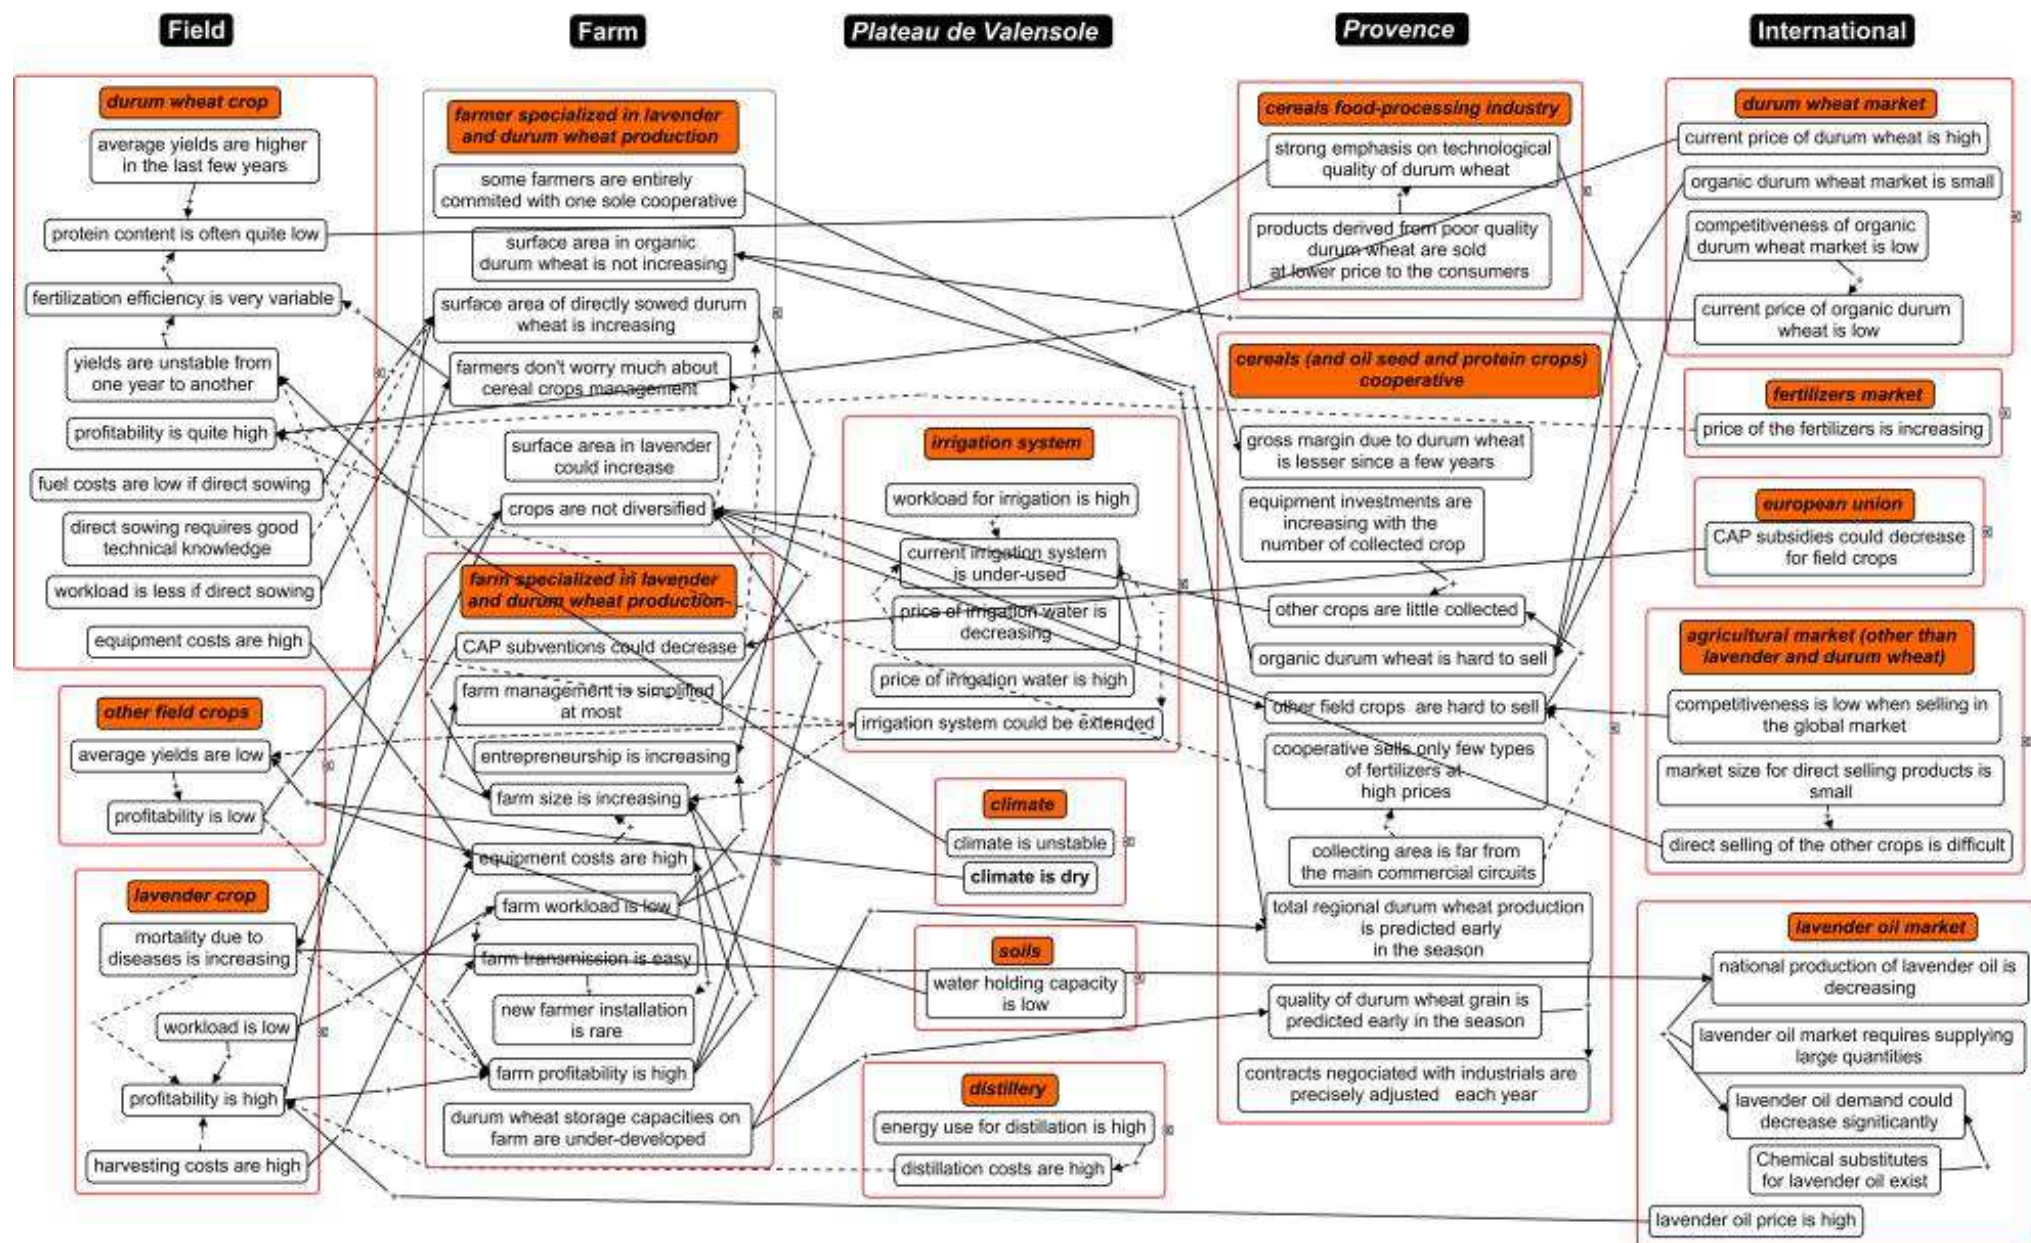 Field
Farm
Plateau de Valensole
Provence
International
durum wheat crop
average yields are higher
in the last few years
protein content is often quite low
fertilization efficiency is very variable
yields are unstable from
one year to another
profitability is quite high
fuel costs are low if direct sowing
direct sowing requires good
technical knowledge
workload is less if direct sowing
equipment costs are high
other field crops
average yields are low
profitability is low
lavender crop
mortality due to
diseases is increasing
workload is low
profitability is high
harvesting costs are high
farmer specialized in lavender
and durum wheat production
some farmers are entirely
commited with one sole cooperative
surface area in organic
durum wheat is not increasing
surface area of directly sowed durum
wheat is increasing
farmers don't worry much about
cereal crops management
surface area in lavender
could increase
crops are not diversified
farm specialized in lavender
and durum wheat production
CAP subventions could decrease
farm management is simplified
at most
entrepreneurship is increasing
farm size is increasing
equipment costs are high
farm workload is low
farm transmission is easy
new farmer installation
is rare
farm profitability is high
durum wheat storage capacities on
farm are under-developed
irrigation system
workload for irrigation is high
current irrigation system
is under-used
price of irrigation water is
decreasing
price of irrigation water is high
irrigation system could be extended
climate
climate is unstable
climate is dry
soils
water holding capacity
is low
distillery
energy use for distillation is high
distillation costs are high
cereals food-processing industry
strong emphasis on technological
quality of durum wheat
products derived from poor quality
durum wheat are sold
at lower price to the consumers
cereals (and oil seed and protein crops)
cooperative
gross margin due to durum wheat
is lesser since a few years
equipment investments are
increasing with the
number of collected crop
other crops are little collected
organic durum wheat is hard to sell
other field crops are hard to sell
cooperative sells only few types
of fertilizers at
high prices
collecting area is far from
the main commercial circuits
total regional durum wheat production
is predicted early
in the season
quality of durum wheat grain is
predicted early in the season
contracts negociated with industrials are
precisely adjusted each year
durum wheat market
current price of durum wheat is high
organic durum wheat market is small
competitiveness of organic
durum wheat market is low
current price of organic durum
wheat is low
fertilizers market
price of the fertilizers is increasing
european union
CAP subsidies could decrease
for field crops
agricultural market (other than
lavender and durum wheat)
competitiveness is low when selling in
the global market
market size for direct selling products is
small
direct selling of the other crops is difficult
lavender oil market
national production of lavender oil is
decreasing
lavender oil market requires supplying
large quantities
lavender oil demand could
decrease significantly
Chemical substitutes
for lavender oil exist
lavender oil price is high